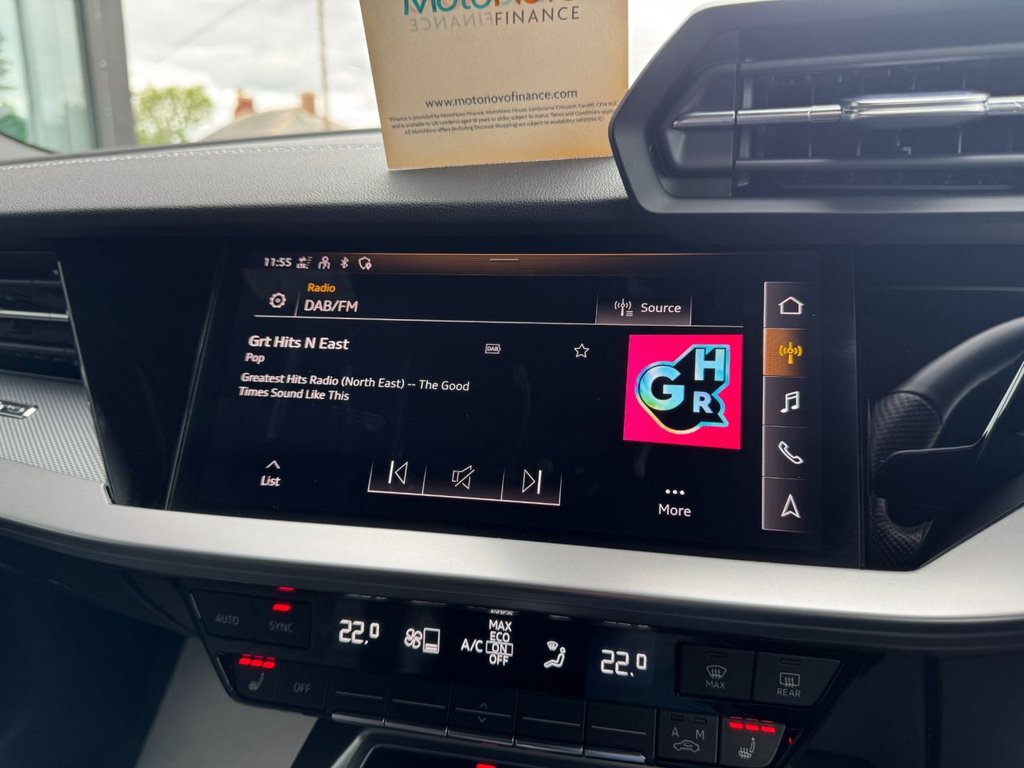 FINANCE
www.motonovofinance.com
11:55
Radio
DAB/FM
Source
Grt Hits N East
Pop
DAB
Greatest Hits Radio (North East) -- The Good
Times Sound Like This
GHR
List
More
AUTO
SYNC
OFF
22.0
A/C
MAX
ECO
ON
OFF
22.0
MAX
REAR
A M